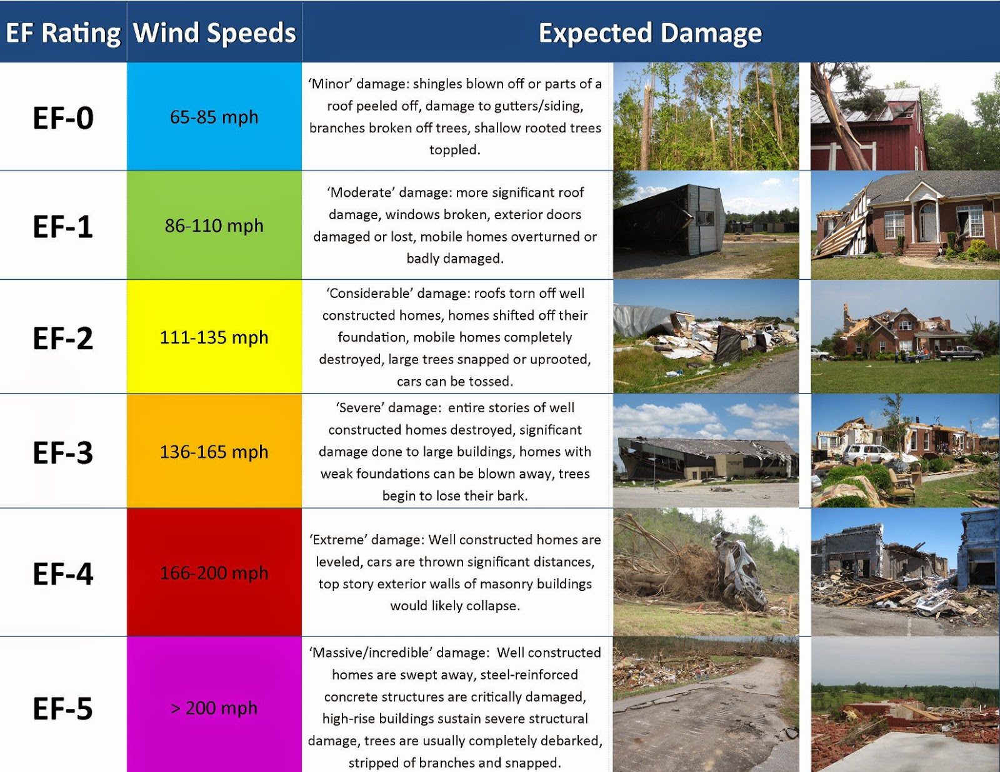 EF Rating
Wind Speeds
Expected Damage
EF-0
65-85 mph
‘Minor’ damage: shingles blown off or parts of a
roof peeled off, damage to gutters/siding,
branches broken off trees, shallow rooted trees
toppled.
EF-1
86-110 mph
‘Moderate’ damage: more significant roof
damage, windows broken, exterior doors
damaged or lost, mobile homes overturned or
badly damaged.
EF-2
111-135 mph
‘Considerable’ damage: roofs torn off well
constructed homes, homes shifted off their
foundation, mobile homes completely
destroyed, large trees snapped or uprooted,
cars can be tossed.
EF-3
136-165 mph
‘Severe’ damage:  entire stories of well
constructed homes destroyed, significant
damage done to large buildings, homes with
weak foundations can be blown away, trees
begin to lose their bark.
EF-4
166-200 mph
‘Extreme’ damage: Well constructed homes are
leveled, cars are thrown significant distances,
top story exterior walls of masonry buildings
would likely collapse.
EF-5
> 200 mph
‘Massive/incredible’ damage:  Well constructed
homes are swept away, steel-reinforced
concrete structures are critically damaged,
high-rise buildings sustain severe structural
damage, trees are usually completely debarked,
stripped of branches and snapped.